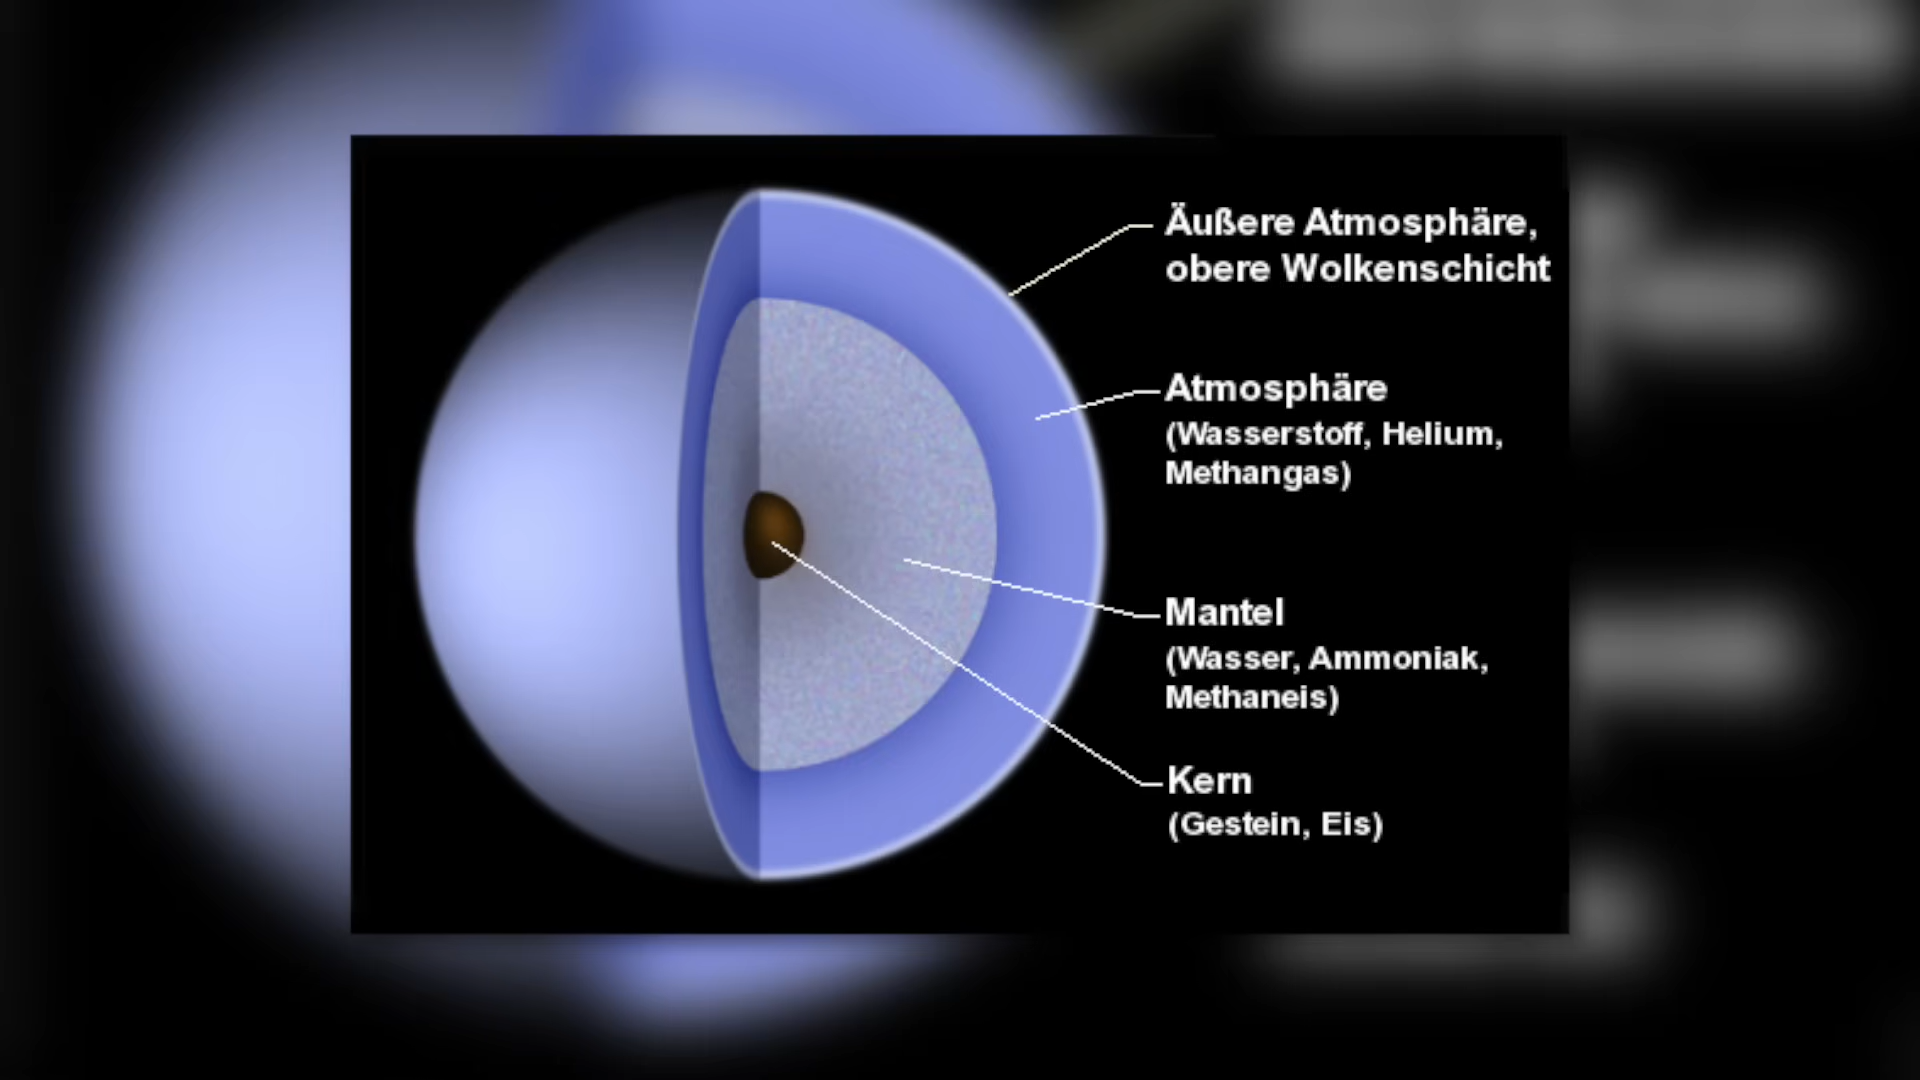 Äußere Atmosphäre,
obere Wolkenschicht
Atmosphäre
(Wasserstoff, Helium,
Methangas)
Mantel
(Wasser, Ammoniak,
Methaneis)
Kern
(Gestein, Eis)